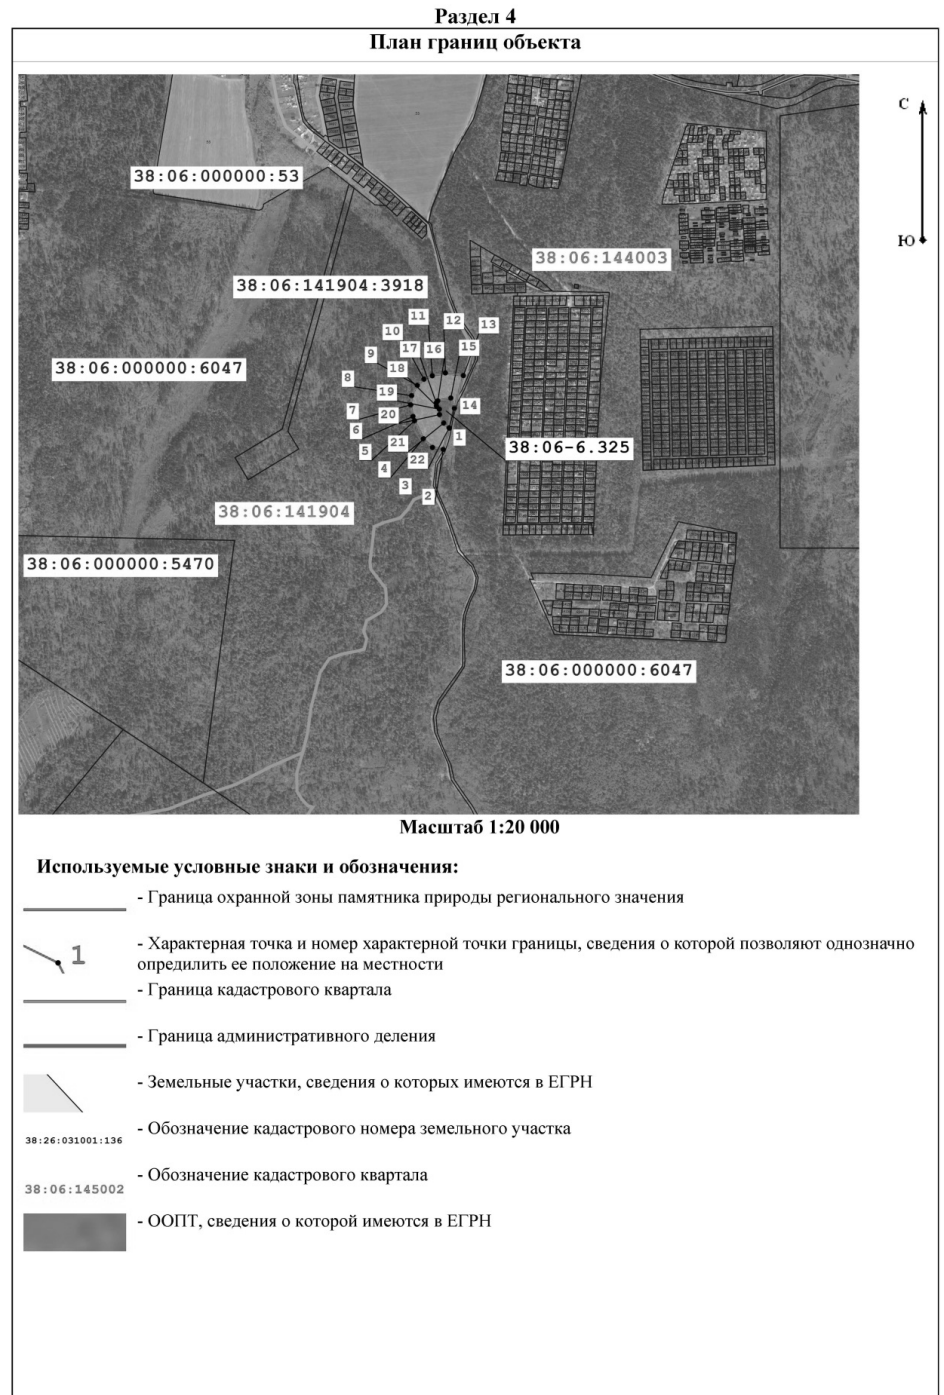 Раздел 4
План границ объекта
С
38:06:000000:53
Ю
38:06:144003
38:06:141904:3918
11
12
13
10
17
16
15
9
18
38:06:000000:6047
8
19
7
20
14
6
21
1
5
38:06-6.325
22
4
3
2
38:06:141904
38:06:000000:5470
38:06:000000:6047
Масштаб 1:20 000
Используемые условные знаки и обозначения:
- Граница охранной зоны памятника природы регионального значения
1
- Характерная точка и номер характерной точки границы, сведения о которой позволяют однозначно
опредилить ее положение на местности
- Граница кадастрового квартала
- Граница административного деления
- Земельные участки, сведения о которых имеются в ЕГРН
38:26:031001:136
- Обозначение кадастрового номера земельного участка
38:06:145002
- Обозначение кадастрового квартала
- ООПТ, сведения о которой имеются в ЕГРН